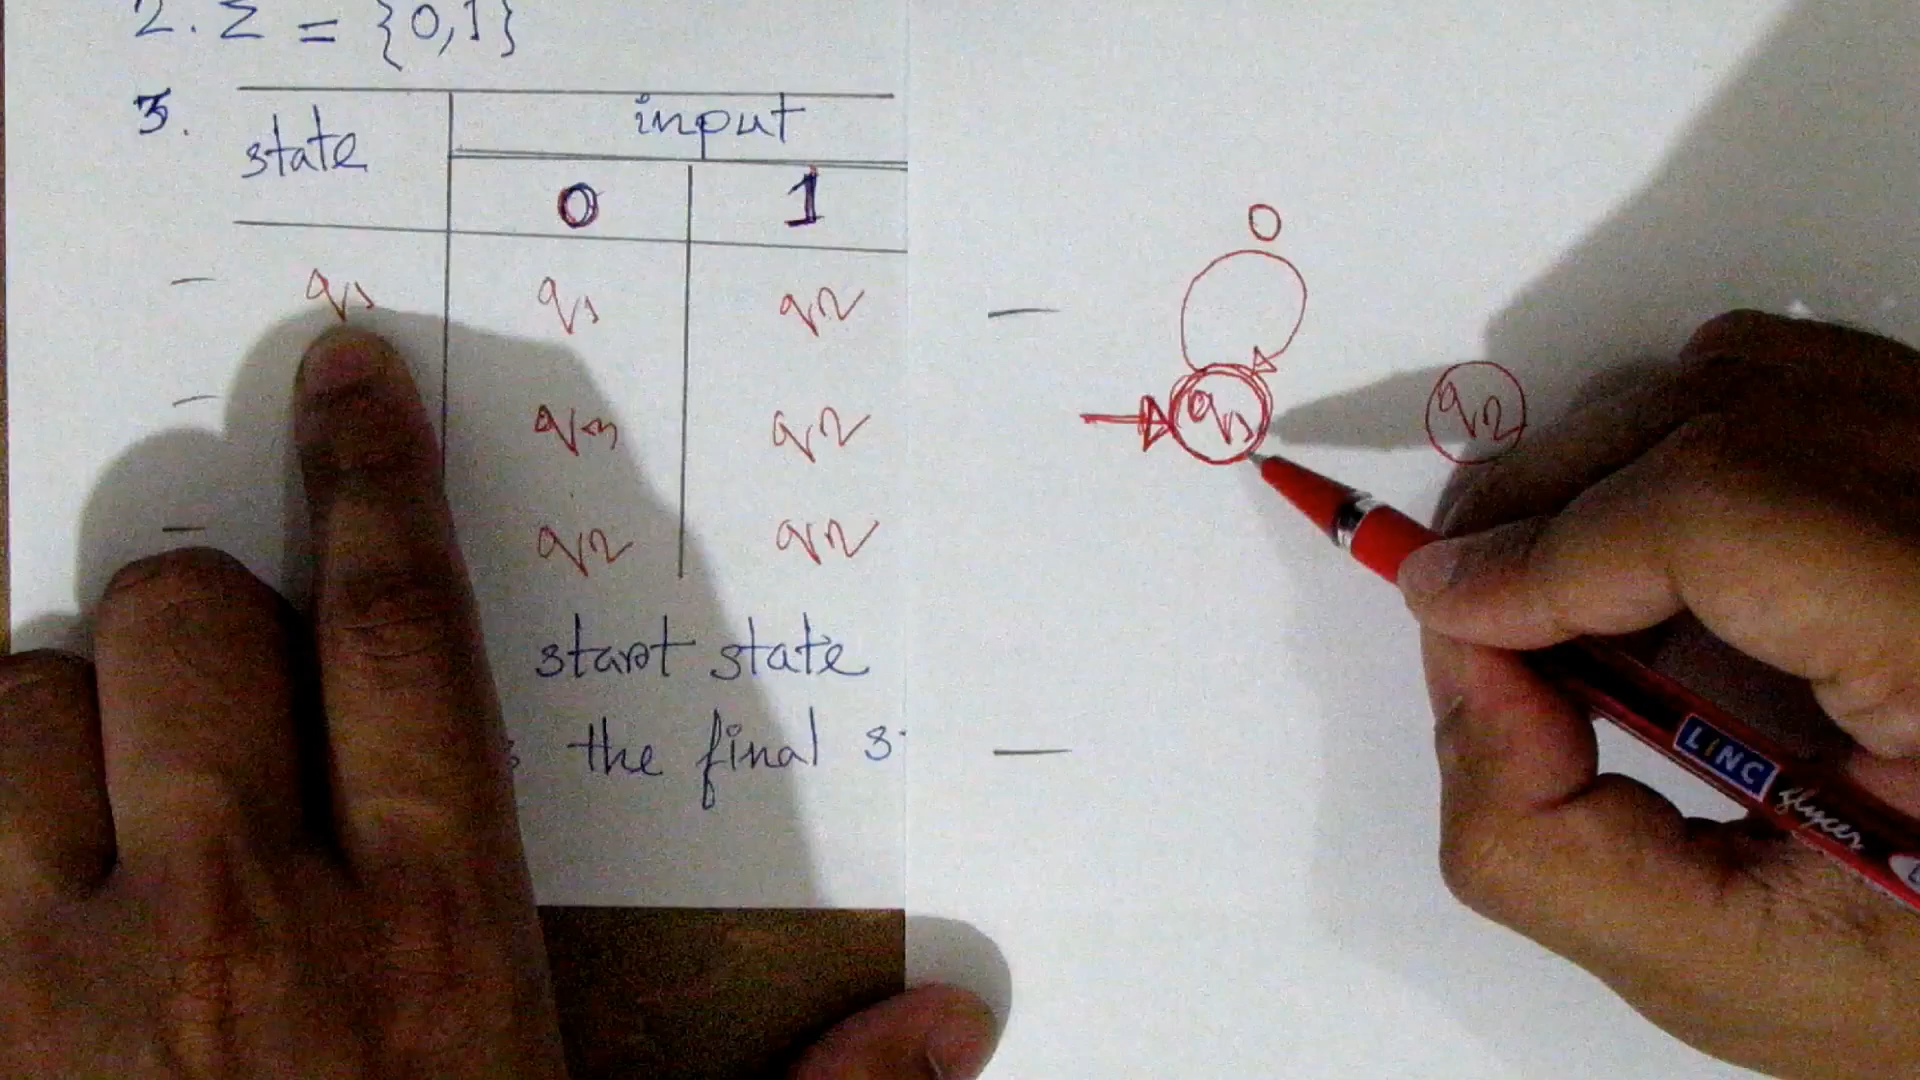 2. Σ = {0,1}
3.
state input
0 1
q1 q1 q2
q3 q2
q2 q2
start state
the final s
0
q1 q2
LINC
glycer